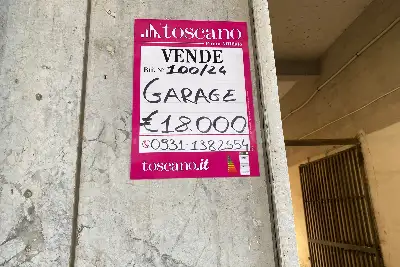 toscano
VENDE
Rif. N° 100/24
GARAGE
€ 18.000
0931-1382554
toscano.it